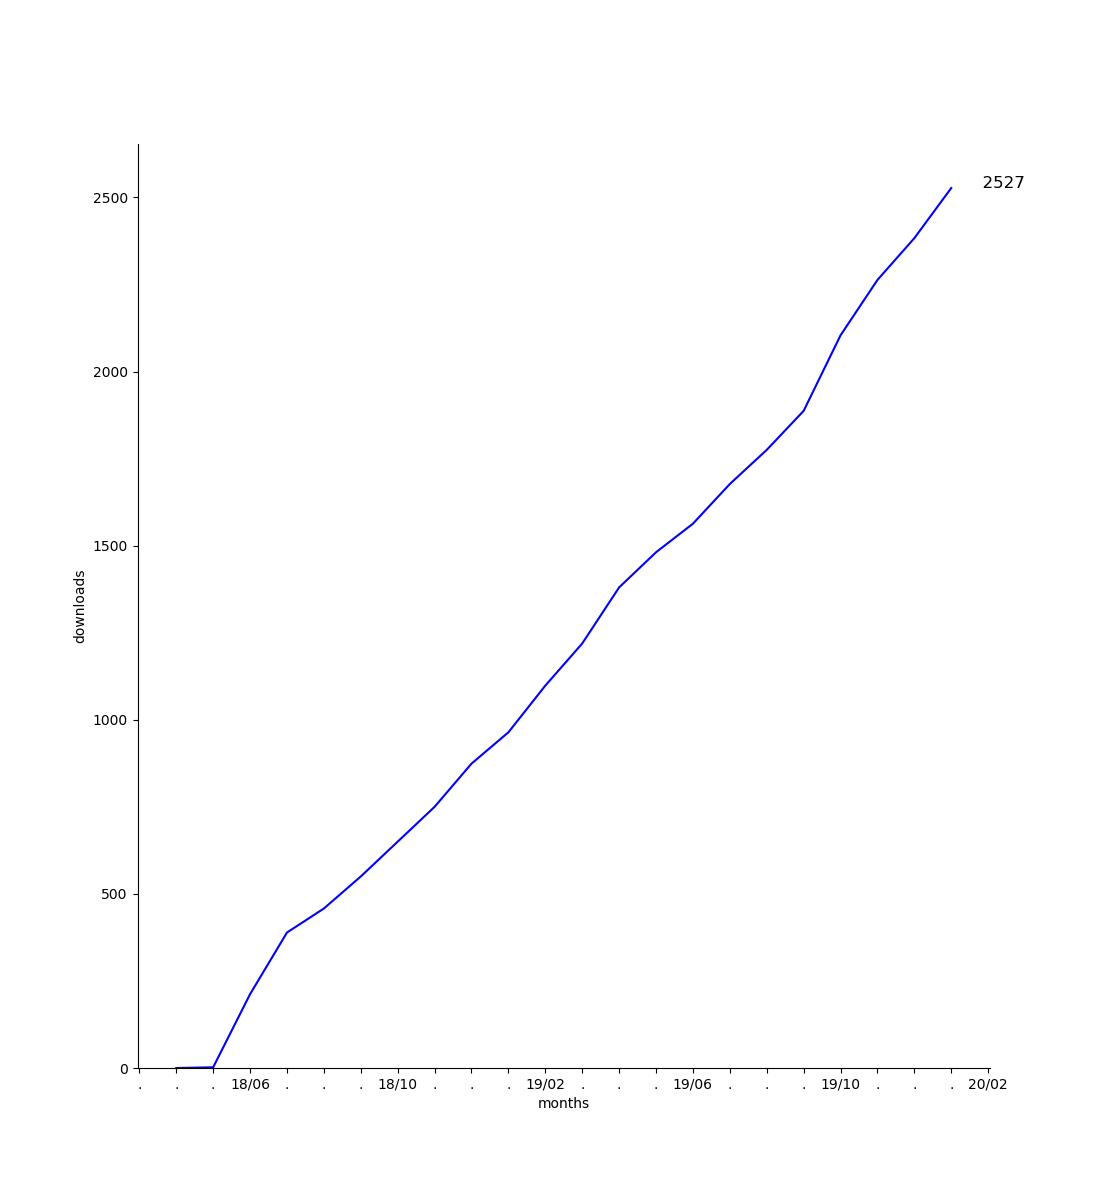 2527
2500
2000
1500
1000
500
0
downloads
. . . 18/06 . . . 18/10 . . . 19/02 . . . 19/06 . . . 19/10 . . . 20/02
months